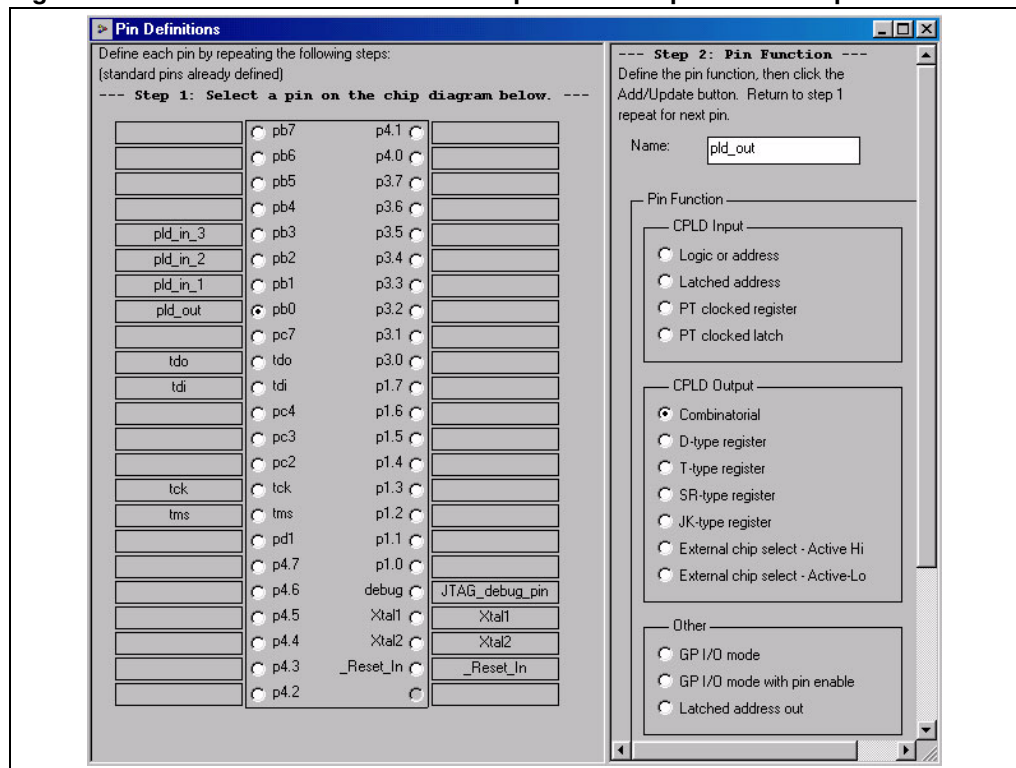 Pin Definitions
Define each pin by repeating the following steps:
(standard pins already defined)
--- Step 1: Select a pin on the chip diagram below. ---
pb7 p4.1
pb6 p4.0
pb5 p3.7
pb4 p3.6
pld_in_3 pb3 p3.5
pld_in_2 pb2 p3.4
pld_in_1 pb1 p3.3
pld_out pb0 p3.2
pc7 p3.1
tdo tdo p3.0
tdi tdi p1.7
pc4 p1.6
pc3 p1.5
pc2 p1.4
tck tck p1.3
tms tms p1.2
pd1 p1.1
p4.7 p1.0
p4.6 debug JTAG_debug_pin
p4.5 Xtal1 Xtal1
p4.4 Xtal2 Xtal2
p4.3 _Reset_In _Reset_In
p4.2
--- Step 2: Pin Function ---
Define the pin function, then click the
Add/Update button. Return to step 1
repeat for next pin.
Name: pld_out
Pin Function
CPLD Input
Logic or address
Latched address
PT clocked register
PT clocked latch
CPLD Output
Combinatorial
D-type register
T-type register
SR-type register
JK-type register
External chip select - Active Hi
External chip select - Active-Lo
Other
GP I/O mode
GP I/O mode with pin enable
Latched address out